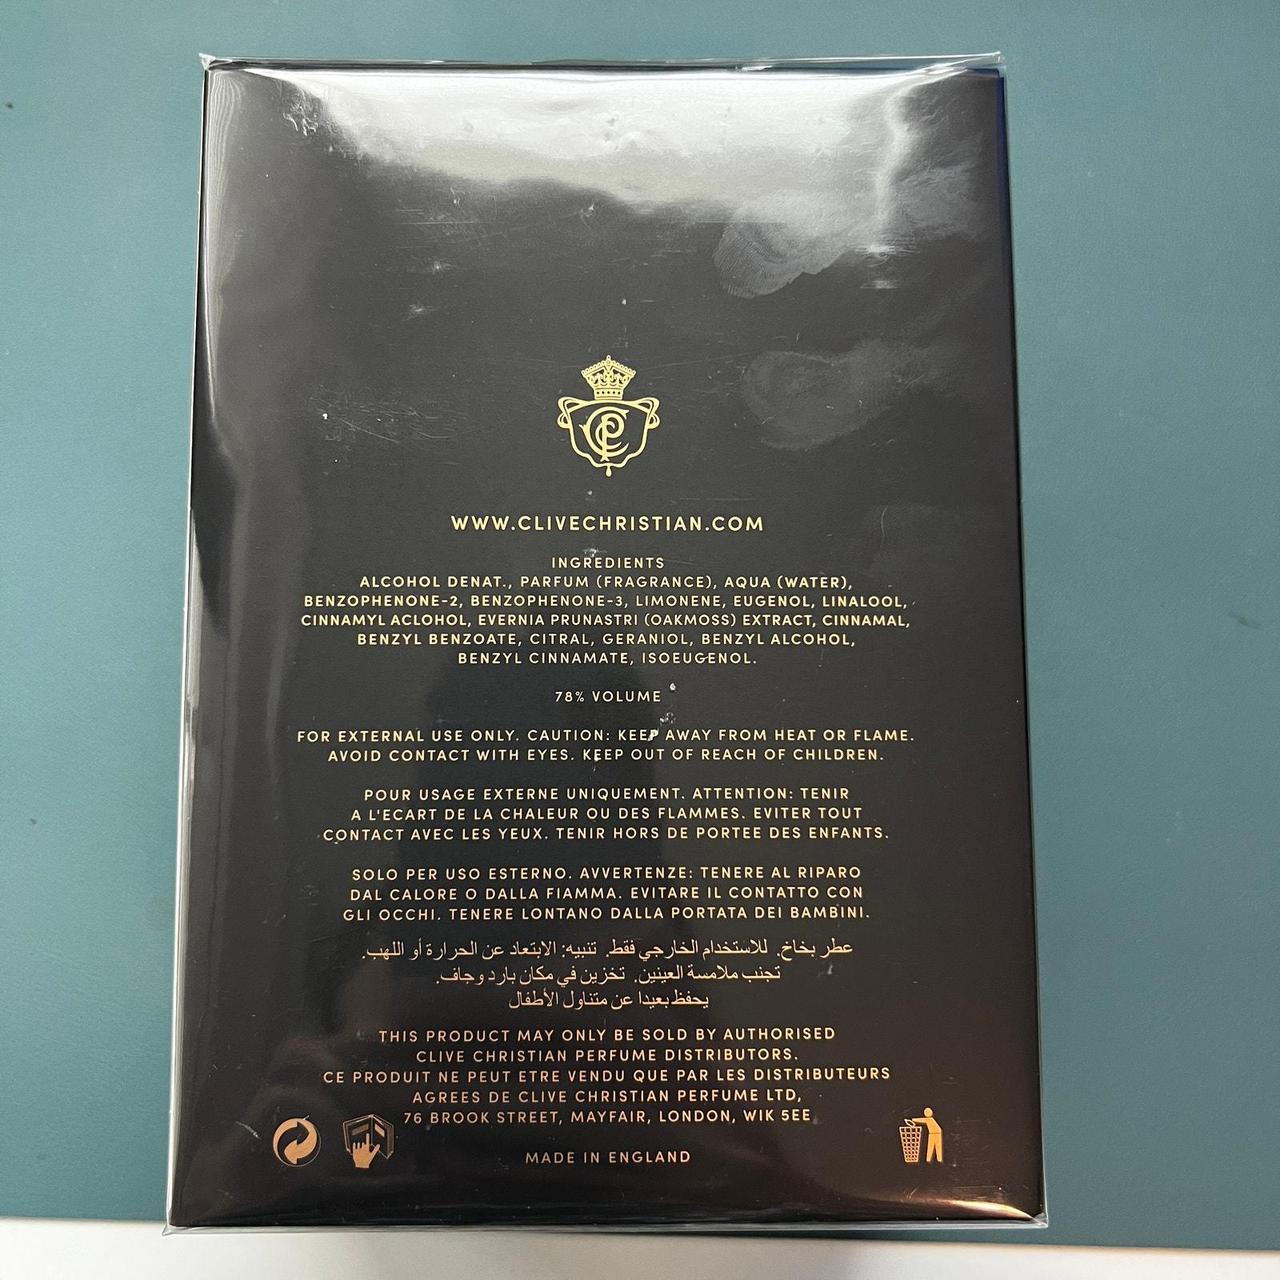 WWW.CLIVECHRISTIAN.COM
INGREDIENTS
ALCOHOL DENAT., PARFUM (FRAGRANCE), AQUA (WATER),
BENZOPHENONE-2, BENZOPHENONE-3, LIMONENE, EUGENOL, LINALOOL,
CINNAMYL ACLOHOL, EVERNIA PRUNASTRI (OAKMOSS) EXTRACT, CINNAMAL,
BENZYL BENZOATE, CITRAL, GERANIOL, BENZYL ALCOHOL,
BENZYL CINNAMATE, ISOEUGENOL.
78% VOLUME
FOR EXTERNAL USE ONLY. CAUTION: KEEP AWAY FROM HEAT OR FLAME.
AVOID CONTACT WITH EYES. KEEP OUT OF REACH OF CHILDREN.
POUR USAGE EXTERNE UNIQUEMENT. ATTENTION: TENIR
A L'ECART DE LA CHALEUR OU DES FLAMMES. EVITER TOUT
CONTACT AVEC LES YEUX. TENIR HORS DE PORTEE DES ENFANTS.
SOLO PER USO ESTERNO. AVVERTENZE: TENERE AL RIPARO
DAL CALORE O DALLA FIAMMA. EVITARE IL CONTATTO CON
GLI OCCHI. TENERE LONTANO DALLA PORTATA DEI BAMBINI.
عطر بخاخ. للاستخدام الخارجي فقط. تنبيه: الابتعاد عن الحرارة أو اللهب.
تجنب ملامسة العينين. تخزين في مكان بارد وجاف.
يحفظ بعيدا عن متناول الأطفال
THIS PRODUCT MAY ONLY BE SOLD BY AUTHORISED
CLIVE CHRISTIAN PERFUME DISTRIBUTORS.
CE PRODUIT NE PEUT ETRE VENDU QUE PAR LES DISTRIBUTEURS
AGREES DE CLIVE CHRISTIAN PERFUME LTD,
76 BROOK STREET, MAYFAIR, LONDON, WIK 5EE
MADE IN ENGLAND